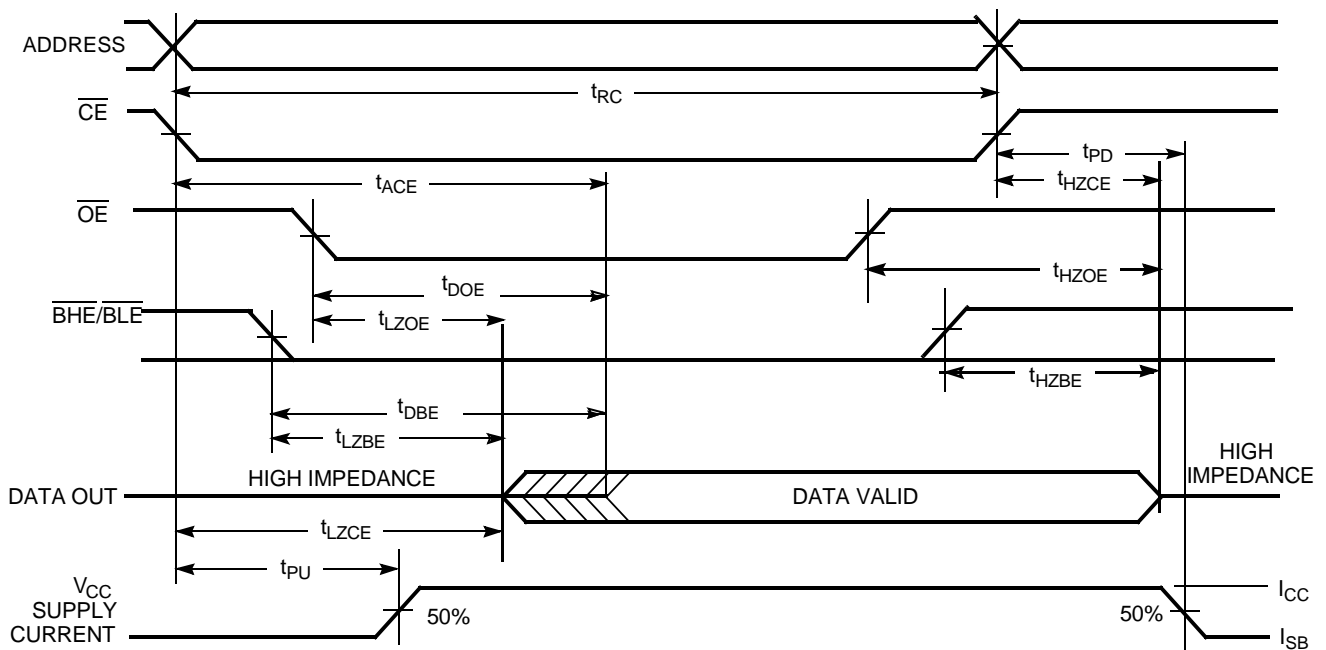 ADDRESS
tRC
CE
tPD
tACE
tHZCE
OE
tHZOE
tDOE
BHE/BLE
tLZOE
tHZBE
tDBE
tLZBE
HIGH IMPEDANCE
HIGH
IMPEDANCE
DATA OUT
DATA VALID
tLZCE
tPU
VCC
SUPPLY
CURRENT
50%
50%
ICC
ISB